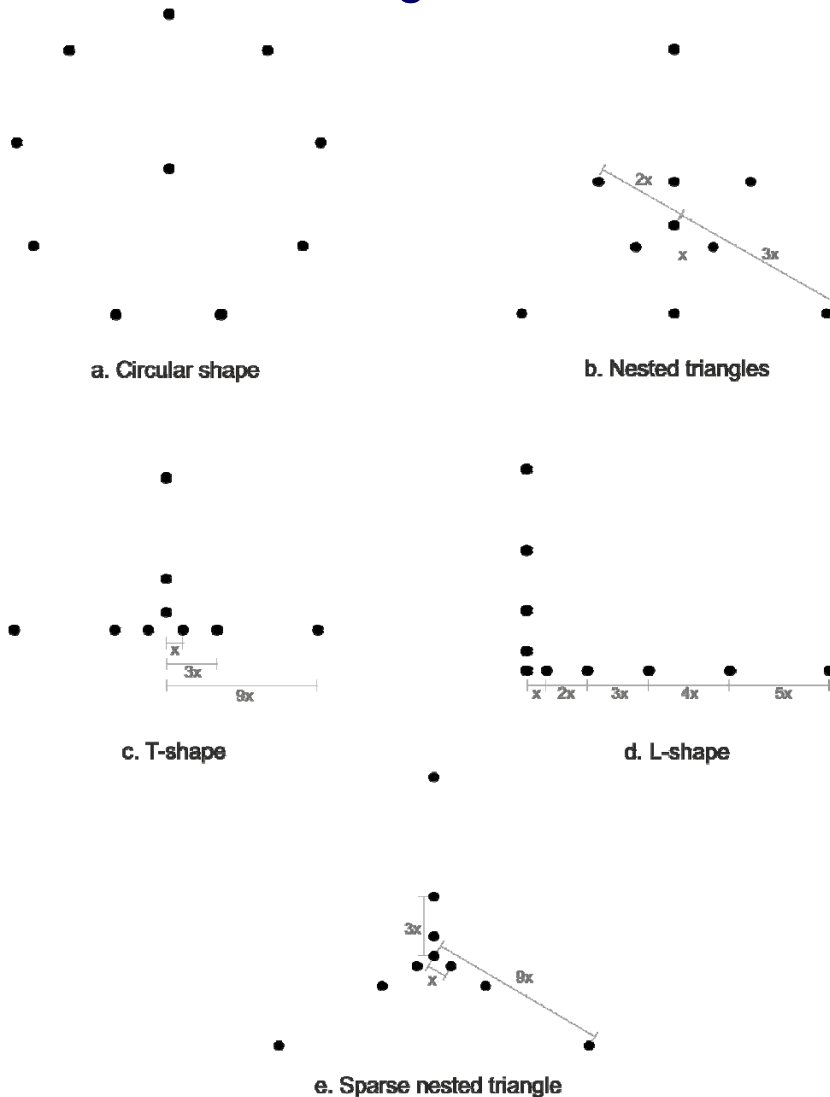 2x
x
3x
a. Circular shape
b. Nested triangles
x
3x
9x
x 2x 3x 4x 5x
c. T-shape
d. L-shape
3x
x
9x
e. Sparse nested triangle